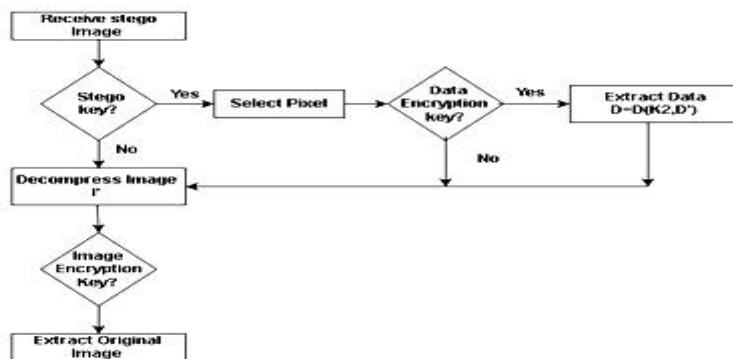 Receive stego
Image
Stego
key?
Yes
Select Pixel
Data
Encryption
key?
Yes
Extract Data
D=D(K2,D')
No
No
Decompress Image
I'
Image
Encryption
Key?
Extract Original
Image